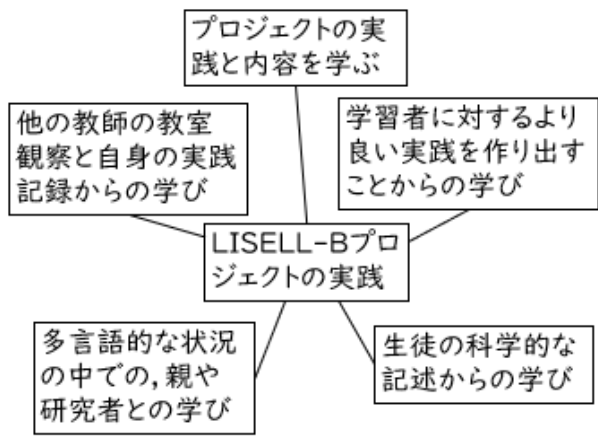 プロジェクトの実
践と内容を学ぶ
他の教師の教室
観察と自身の実践
記録からの学び
学習者に対するより
良い実践を作り出す
ことからの学び
LISELL-Bプロ
ジェクトの実践
多言語的な状況
の中での,親や
研究者との学び
生徒の科学的な
記述からの学び